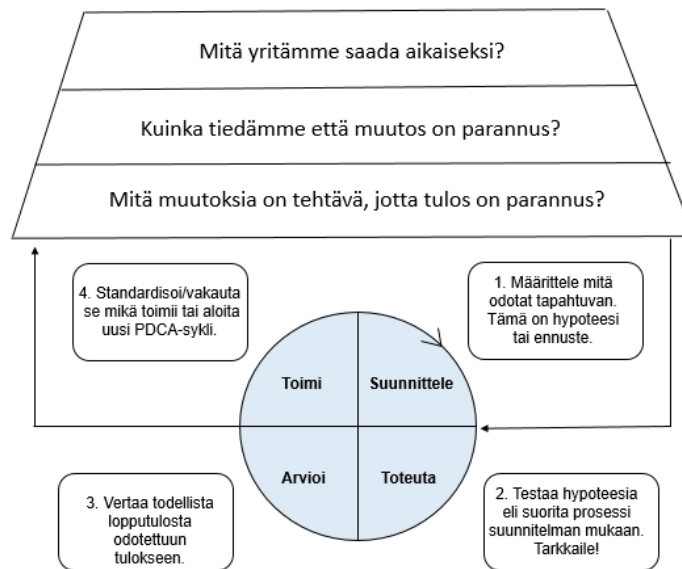 Mitä yritämme saada aikaiseksi?
Kuinka tiedämme että muutos on parannus?
Mitä muutoksia on tehtävä, jotta tulos on parannus?
4. Standardisoi/vakauta
se mikä toimii tai aloita
uusi PDCA-sykli.
1. Määrittele mitä
odotat tapahtuvan.
Tämä on hypoteesi
tai ennuste.
Toimi
Suunnittele
Arvioi
Toteuta
3. Vertaa todellista
lopputulosta
odotettuun
tulokseen.
2. Testaa hypoteesia
eli suorita prosessi
suunnitelman mukaan.
Tarkkaile!